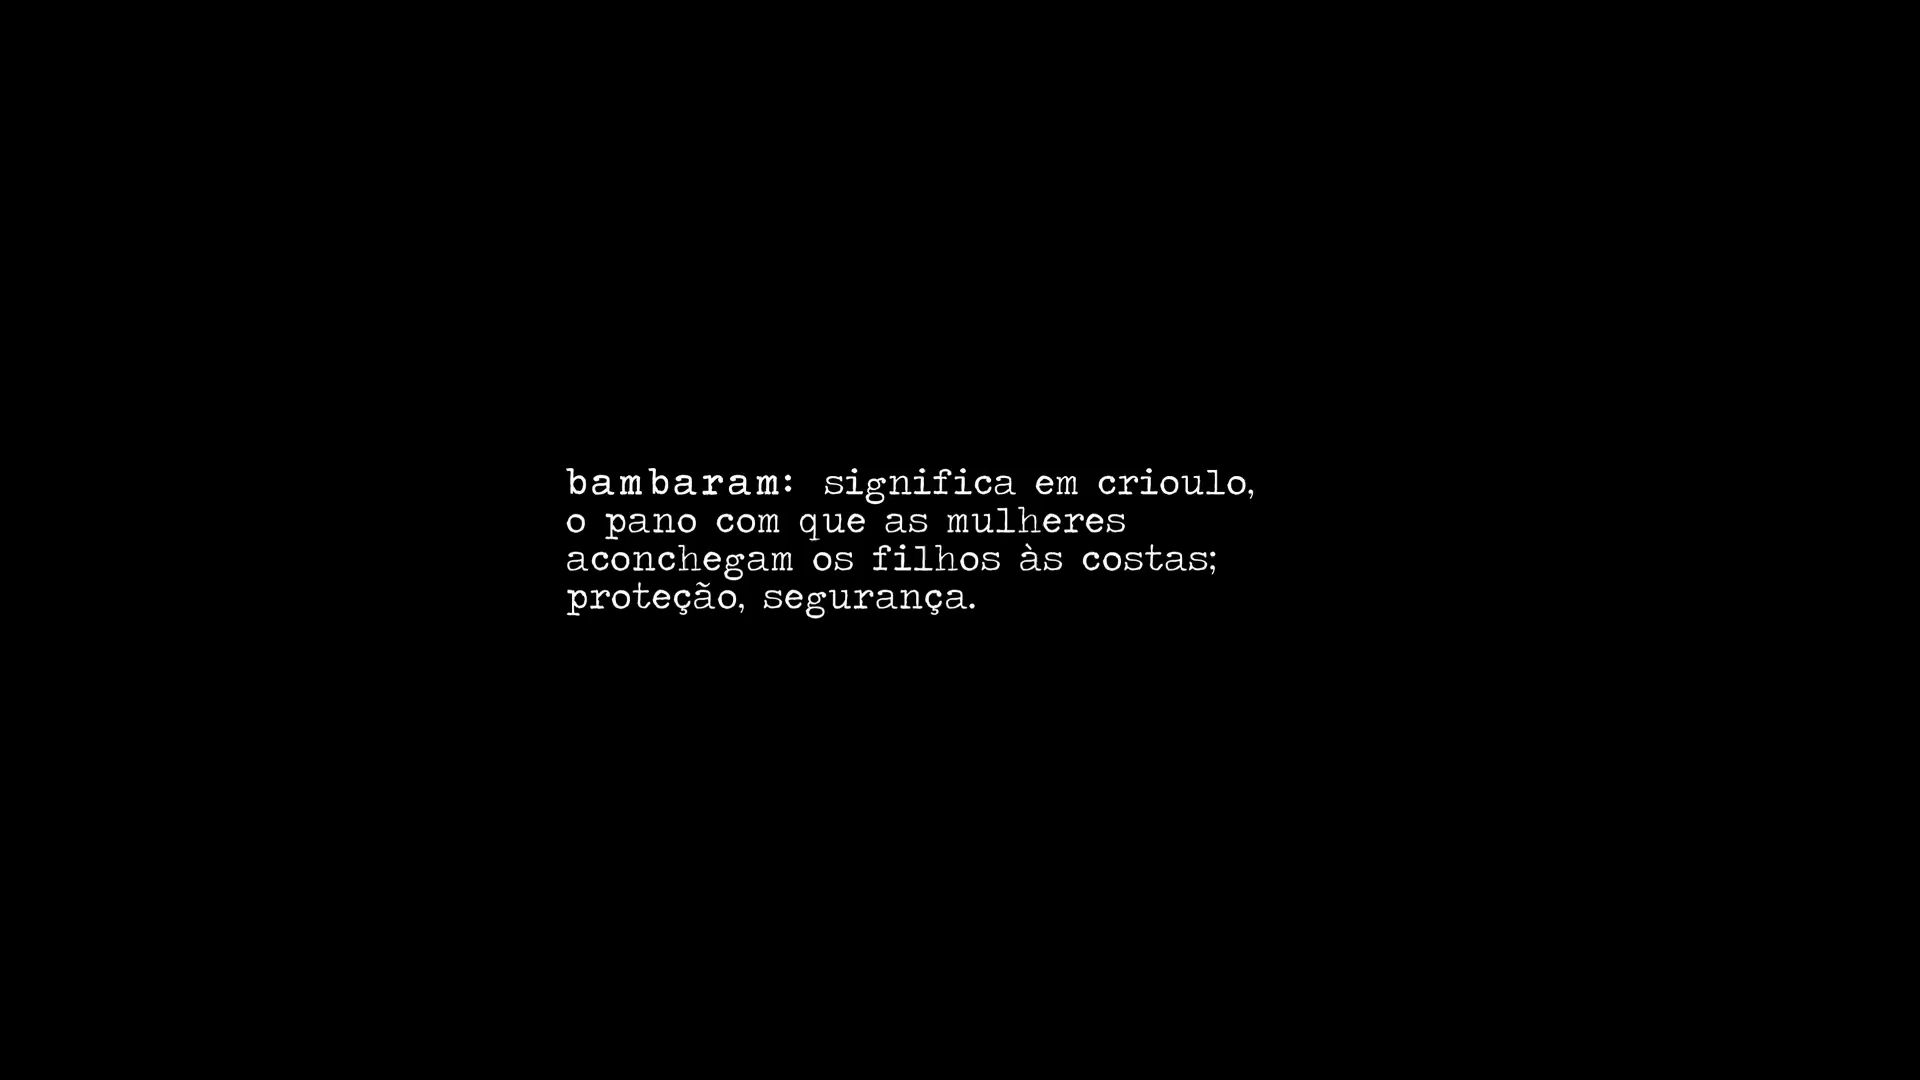 bambaram: significa em crioulo,
o pano com que as mulheres
aconchegam os filhos às costas;
proteção, segurança.